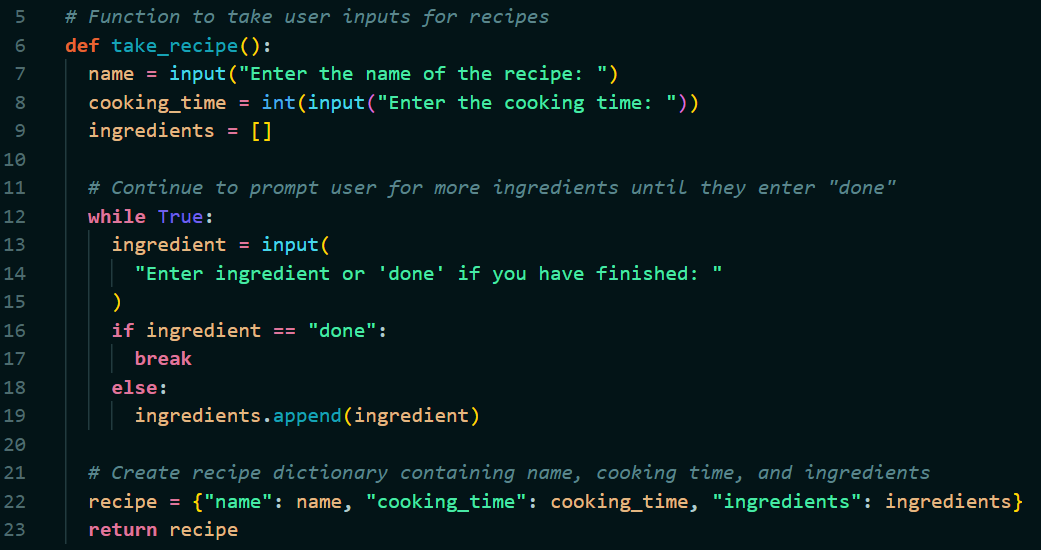 5 # Function to take user inputs for recipes
6 def take_recipe():
7   name = input("Enter the name of the recipe: ")
8   cooking_time = int(input("Enter the cooking time: "))
9   ingredients = []
10
11   # Continue to prompt user for more ingredients until they enter "done"
12   while True:
13     ingredient = input(
14       "Enter ingredient or 'done' if you have finished: "
15     )
16     if ingredient == "done":
17       break
18     else:
19       ingredients.append(ingredient)
20
21   # Create recipe dictionary containing name, cooking time, and ingredients
22   recipe = {"name": name, "cooking_time": cooking_time, "ingredients": ingredients}
23   return recipe